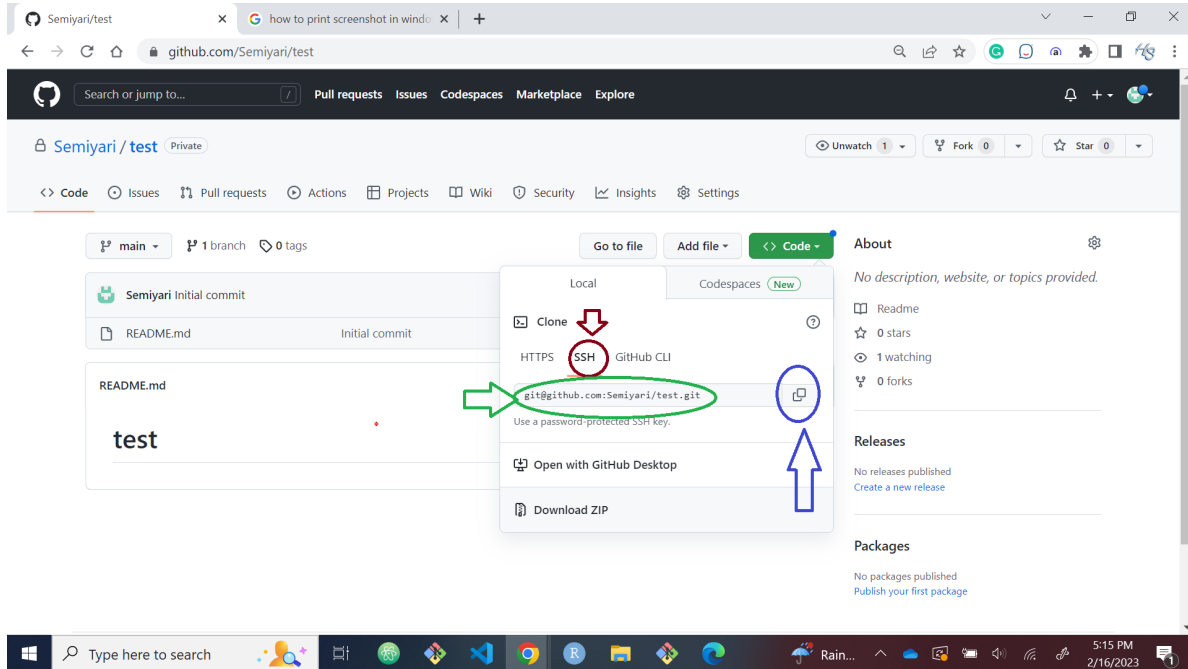 Semiyari/test
how to print screenshot in windo
github.com/Semiyari/test
Search or jump to... /
Pull requests Issues Codespaces Marketplace Explore
Semiyari / test Private
Unwatch 1 Fork 0 Star 0
<> Code Issues Pull requests Actions Projects Wiki Security Insights Settings
main 1 branch 0 tags Go to file Add file <> Code
Semiyari Initial commit
README.md Initial commit
README.md
test
Local Codespaces New
Clone
HTTPS SSH GitHub CLI
git@github.com:Semiyari/test.git
Use a password-protected SSH key.
Open with GitHub Desktop
Download ZIP
About
No description, website, or topics provided.
Readme
0 stars
1 watching
0 forks
Releases
No releases published
Create a new release
Packages
No packages published
Publish your first package
Type here to search
Rain...
5:15 PM
2/16/2023
1